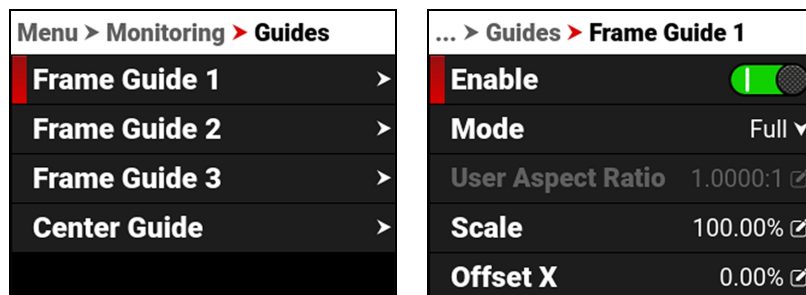 Menu > Monitoring > Guides
Frame Guide 1
Frame Guide 2
Frame Guide 3
Center Guide
... > Guides > Frame Guide 1
Enable
Mode Full
User Aspect Ratio 1.0000:1
Scale 100.00%
Offset X 0.00%